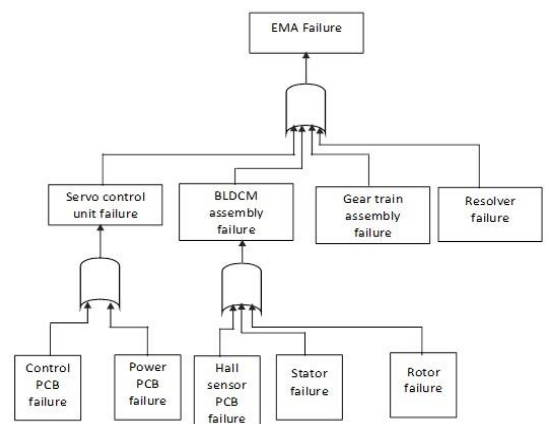 EMA Failure
Servo control
unit failure
BLDCM
assembly
failure
Gear train
assembly
failure
Resolver
failure
Control
PCB
failure
Power
PCB
failure
Hall
sensor
PCB
failure
Stator
failure
Rotor
failure